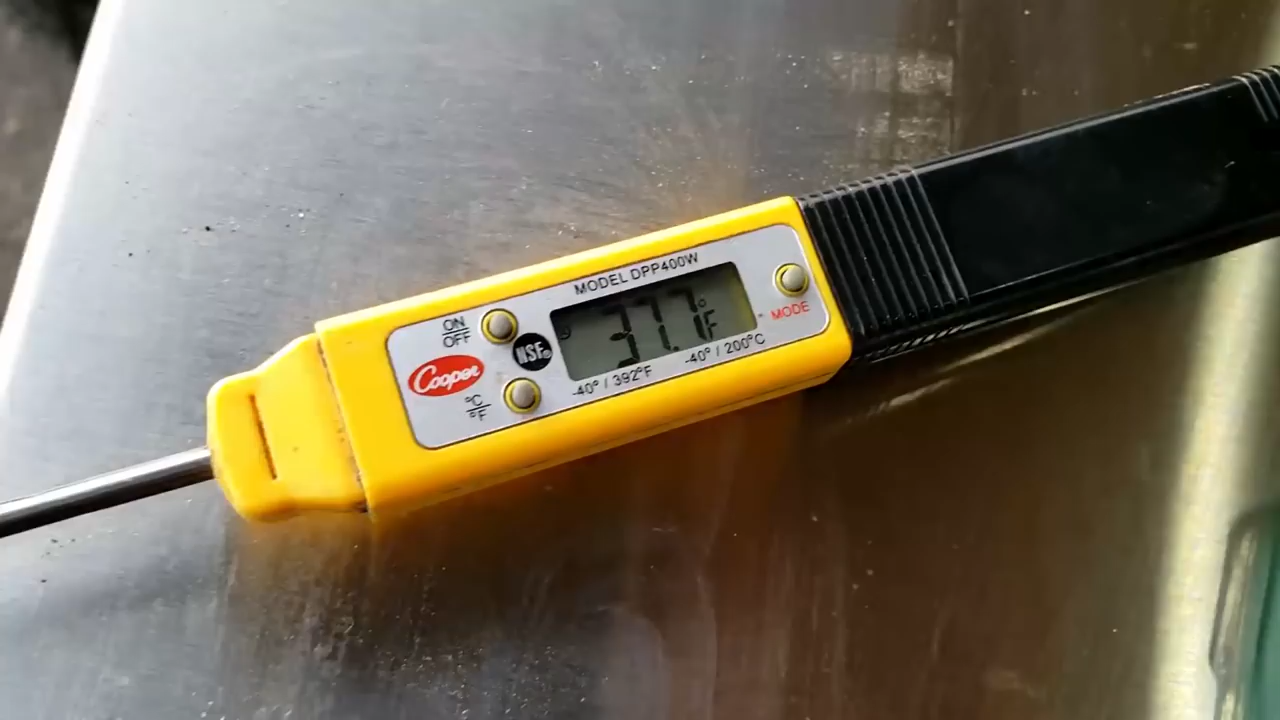 MODEL DPP400W
ON
OFF
37.7°F
MODE
NSF®
Cooper
-40° / 392°F
-40° / 200°C
°C
°F